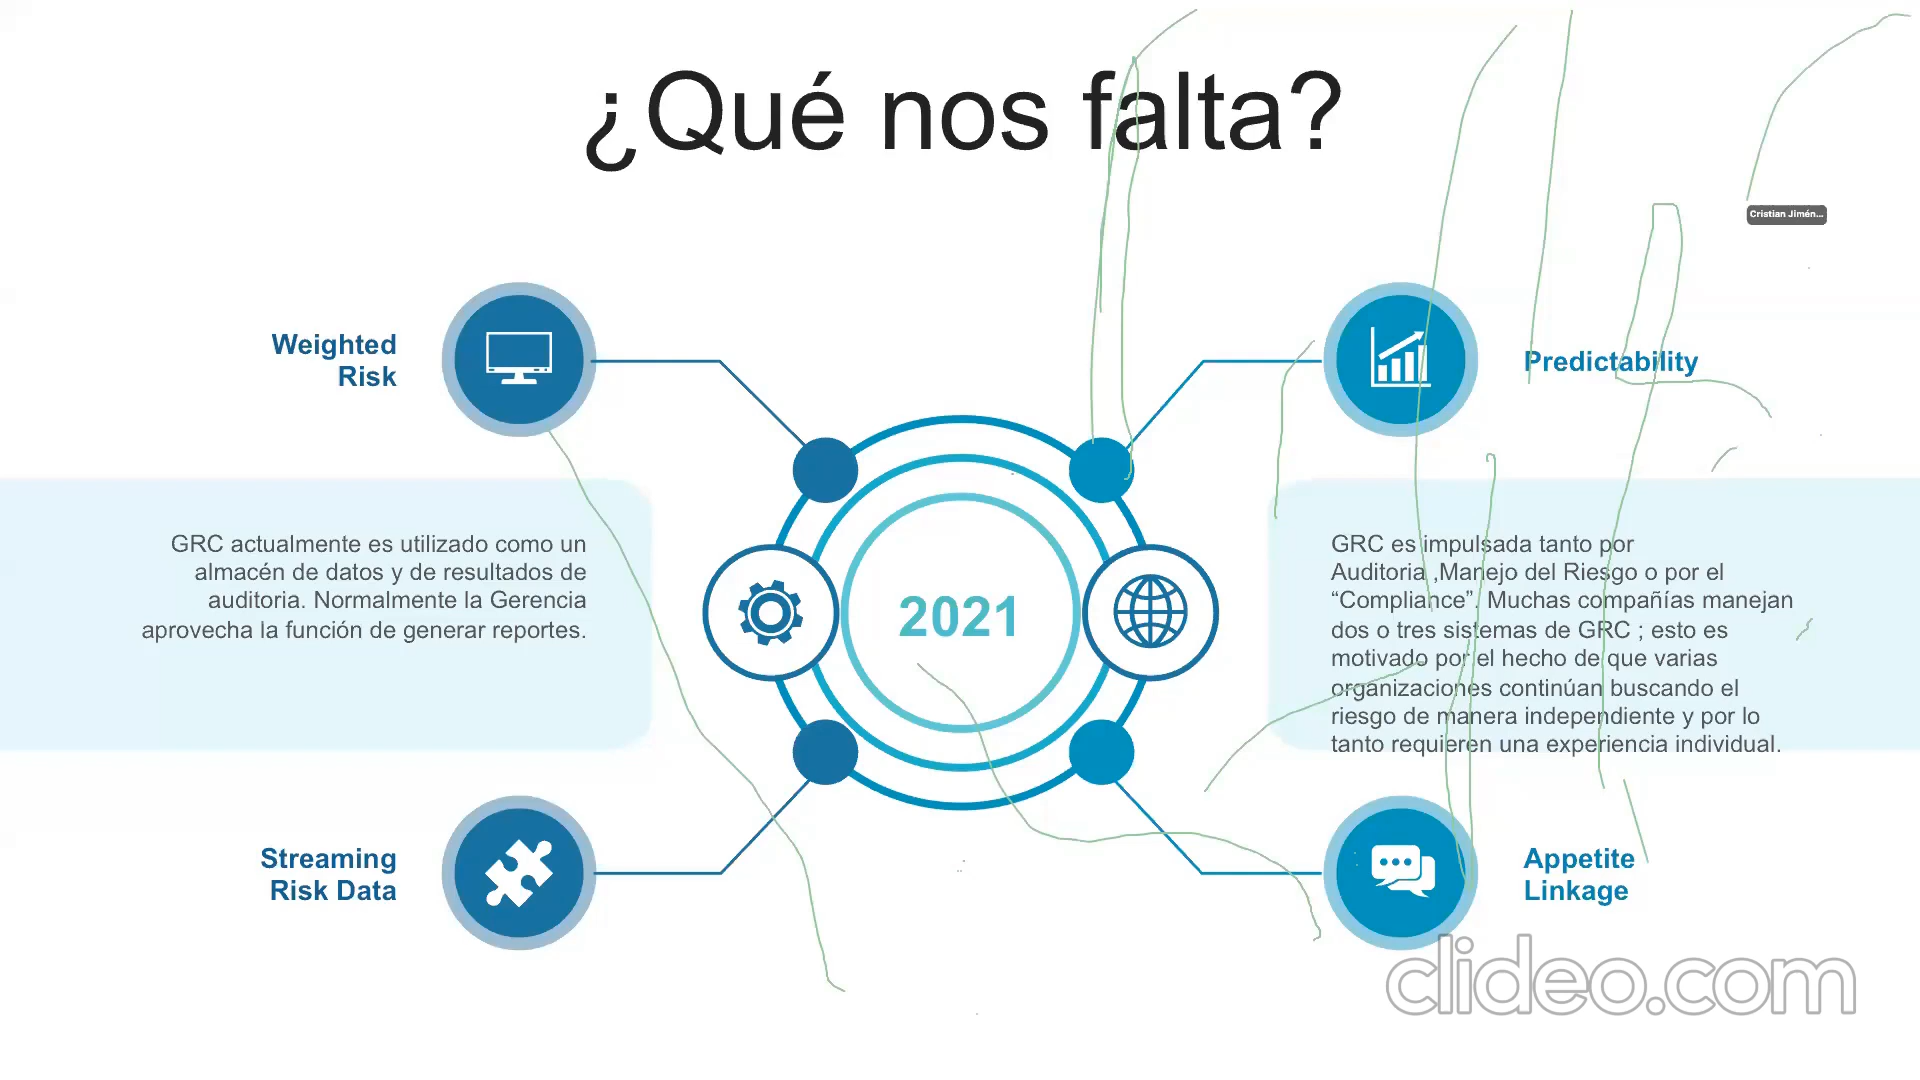 ¿Qué nos falta?
Cristian Jimén...
Weighted
Risk
Predictability
GRC actualmente es utilizado como un
almacén de datos y de resultados de
auditoria. Normalmente la Gerencia
aprovecha la función de generar reportes.
2021
GRC es impulsada tanto por
Auditoria ,Manejo del Riesgo o por el
“Compliance”. Muchas compañías manejan
dos o tres sistemas de GRC ; esto es
motivado por el hecho de que varias
organizaciones continúan buscando el
riesgo de manera independiente y por lo
tanto requieren una experiencia individual.
Streaming
Risk Data
Appetite
Linkage
clideo.com